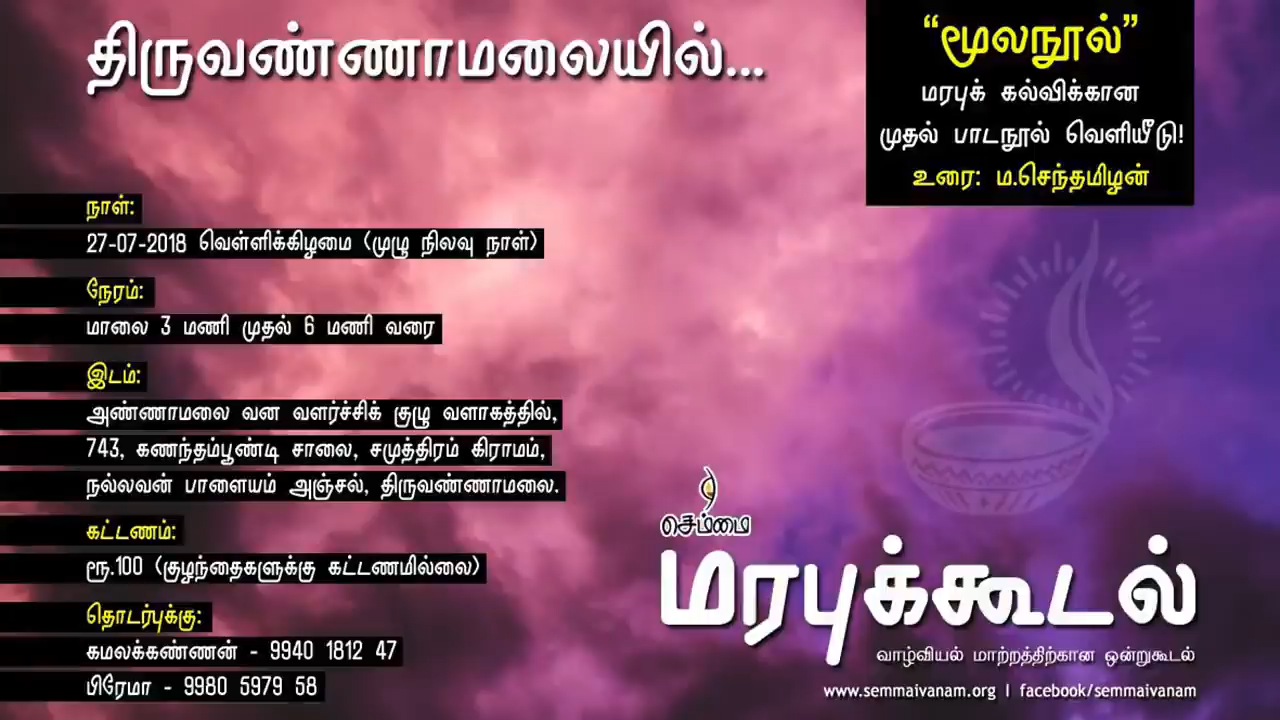 திருவண்ணாமலையில்...
“மூலநூல்”
மரபுக் கல்விக்கான
முதல் பாடநூல் வெளியீடு!
உரை: ம.செந்தமிழன்
நாள்:
27-07-2018 வெள்ளிக்கிழமை (முழு நிலவு நாள்)
நேரம்:
மாலை 3 மணி முதல் 6 மணி வரை
இடம்:
அண்ணாமலை வன வளர்ச்சிக் குழு வளாகத்தில்,
743, கணந்தம்பூண்டி சாலை, சமுத்திரம் கிராமம்,
நல்லவன் பாளையம் அஞ்சல், திருவண்ணாமலை.
கட்டணம்:
ரூ.100 (குழந்தைகளுக்கு கட்டணமில்லை)
தொடர்புக்கு:
கமலக்கண்ணன் - 9940 1812 47
பிரேமா - 9980 5979 58
செம்மை
மரபுக்கூடல்
வாழ்வியல் மாற்றத்திற்கான ஒன்றுகூடல்
www.semmaivanam.org | facebook/semmaivanam